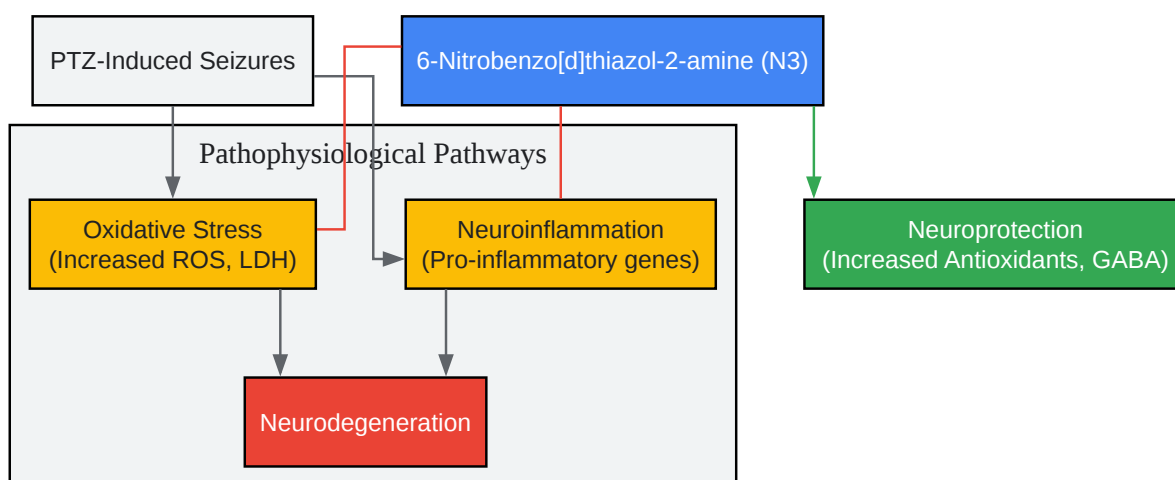 PTZ-Induced Seizures
6-Nitrobenzo[d]thiazol-2-amine (N3)
Pathophysiological Pathways
Oxidative Stress
(Increased ROS, LDH)
Neuroinflammation
(Pro-inflammatory genes)
Neuroprotection
(Increased Antioxidants, GABA)
Neurodegeneration